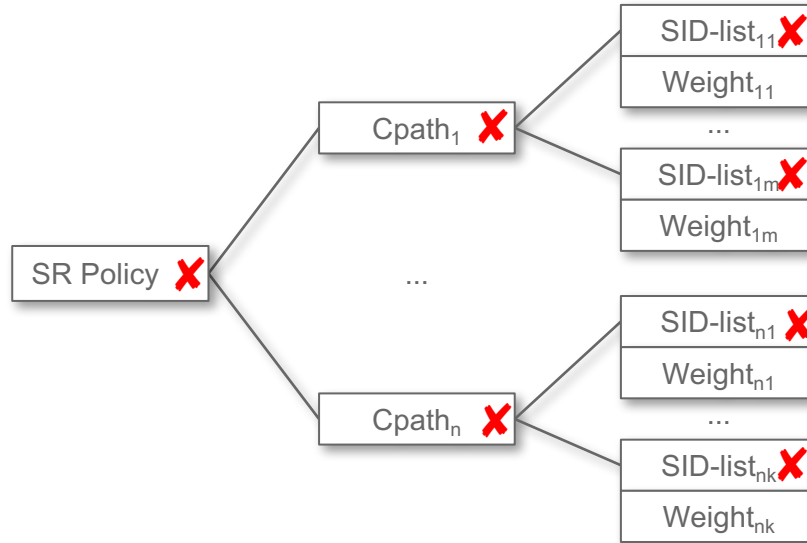 SID-list₁₁
Weight₁₁
...
Cpath₁
SID-list₁ₘ
Weight₁ₘ
SR Policy
...
SID-listₙ₁
Weightₙ₁
...
Cpathₙ
SID-listₙₖ
Weightₙₖ